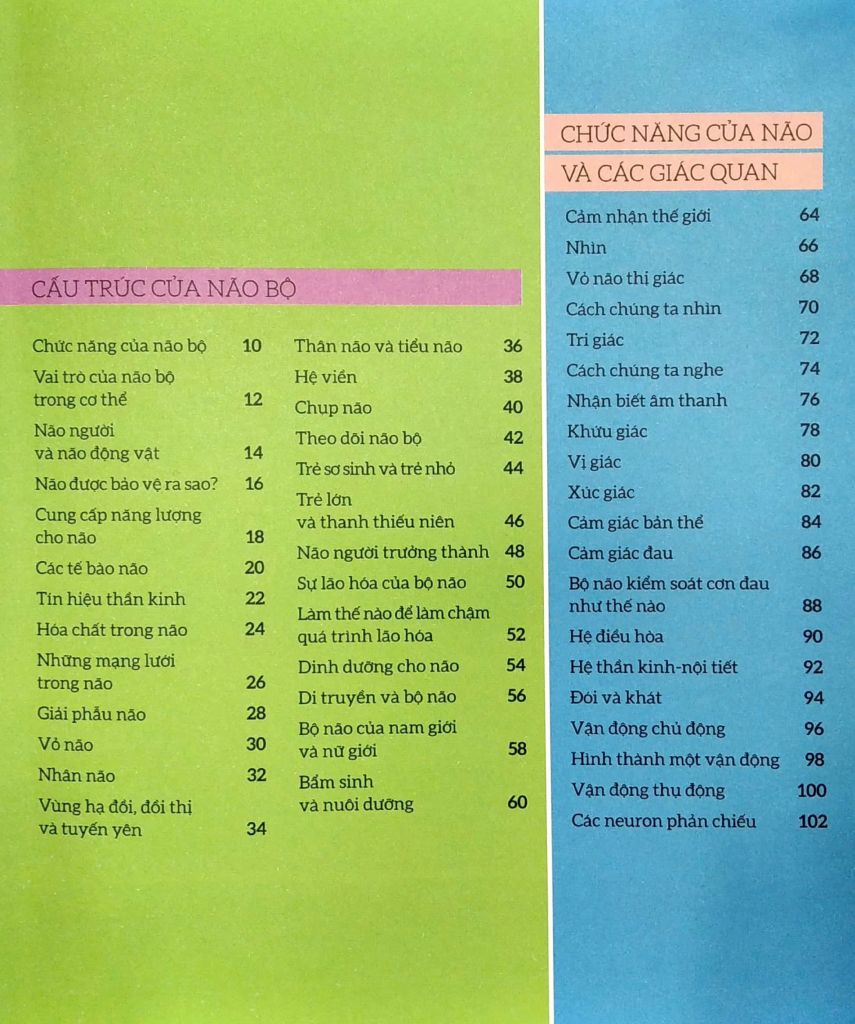 CẤU TRÚC CỦA NÃO BỘ
Chức năng của não bộ 10
Vai trò của não bộ
trong cơ thể 12
Não người
và não động vật 14
Não được bảo vệ ra sao? 16
Cung cấp năng lượng
cho não 18
Các tế bào não 20
Tín hiệu thần kinh 22
Hóa chất trong não 24
Những mạng lưới
trong não 26
Giải phẫu não 28
Vỏ não 30
Nhân não 32
Vùng hạ đồi, đồi thị
và tuyến yên 34
Thân não và tiểu não 36
Hệ viền 38
Chụp não 40
Theo dõi não bộ 42
Trẻ sơ sinh và trẻ nhỏ 44
Trẻ lớn
và thanh thiếu niên 46
Não người trưởng thành 48
Sự lão hóa của bộ não 50
Làm thế nào để làm chậm
quá trình lão hóa 52
Dinh dưỡng cho não 54
Di truyền và bộ não 56
Bộ não của nam giới
và nữ giới 58
Bẩm sinh
và nuôi dưỡng 60
CHỨC NĂNG CỦA NÃO
VÀ CÁC GIÁC QUAN
Cảm nhận thế giới 64
Nhìn 66
Vỏ não thị giác 68
Cách chúng ta nhìn 70
Tri giác 72
Cách chúng ta nghe 74
Nhận biết âm thanh 76
Khứu giác 78
Vị giác 80
Xúc giác 82
Cảm giác bản thể 84
Cảm giác đau 86
Bộ não kiểm soát cơn đau
như thế nào 88
Hệ điều hòa 90
Hệ thần kinh-nội tiết 92
Đói và khát 94
Vận động chủ động 96
Hình thành một vận động 98
Vận động thụ động 100
Các neuron phản chiếu 102